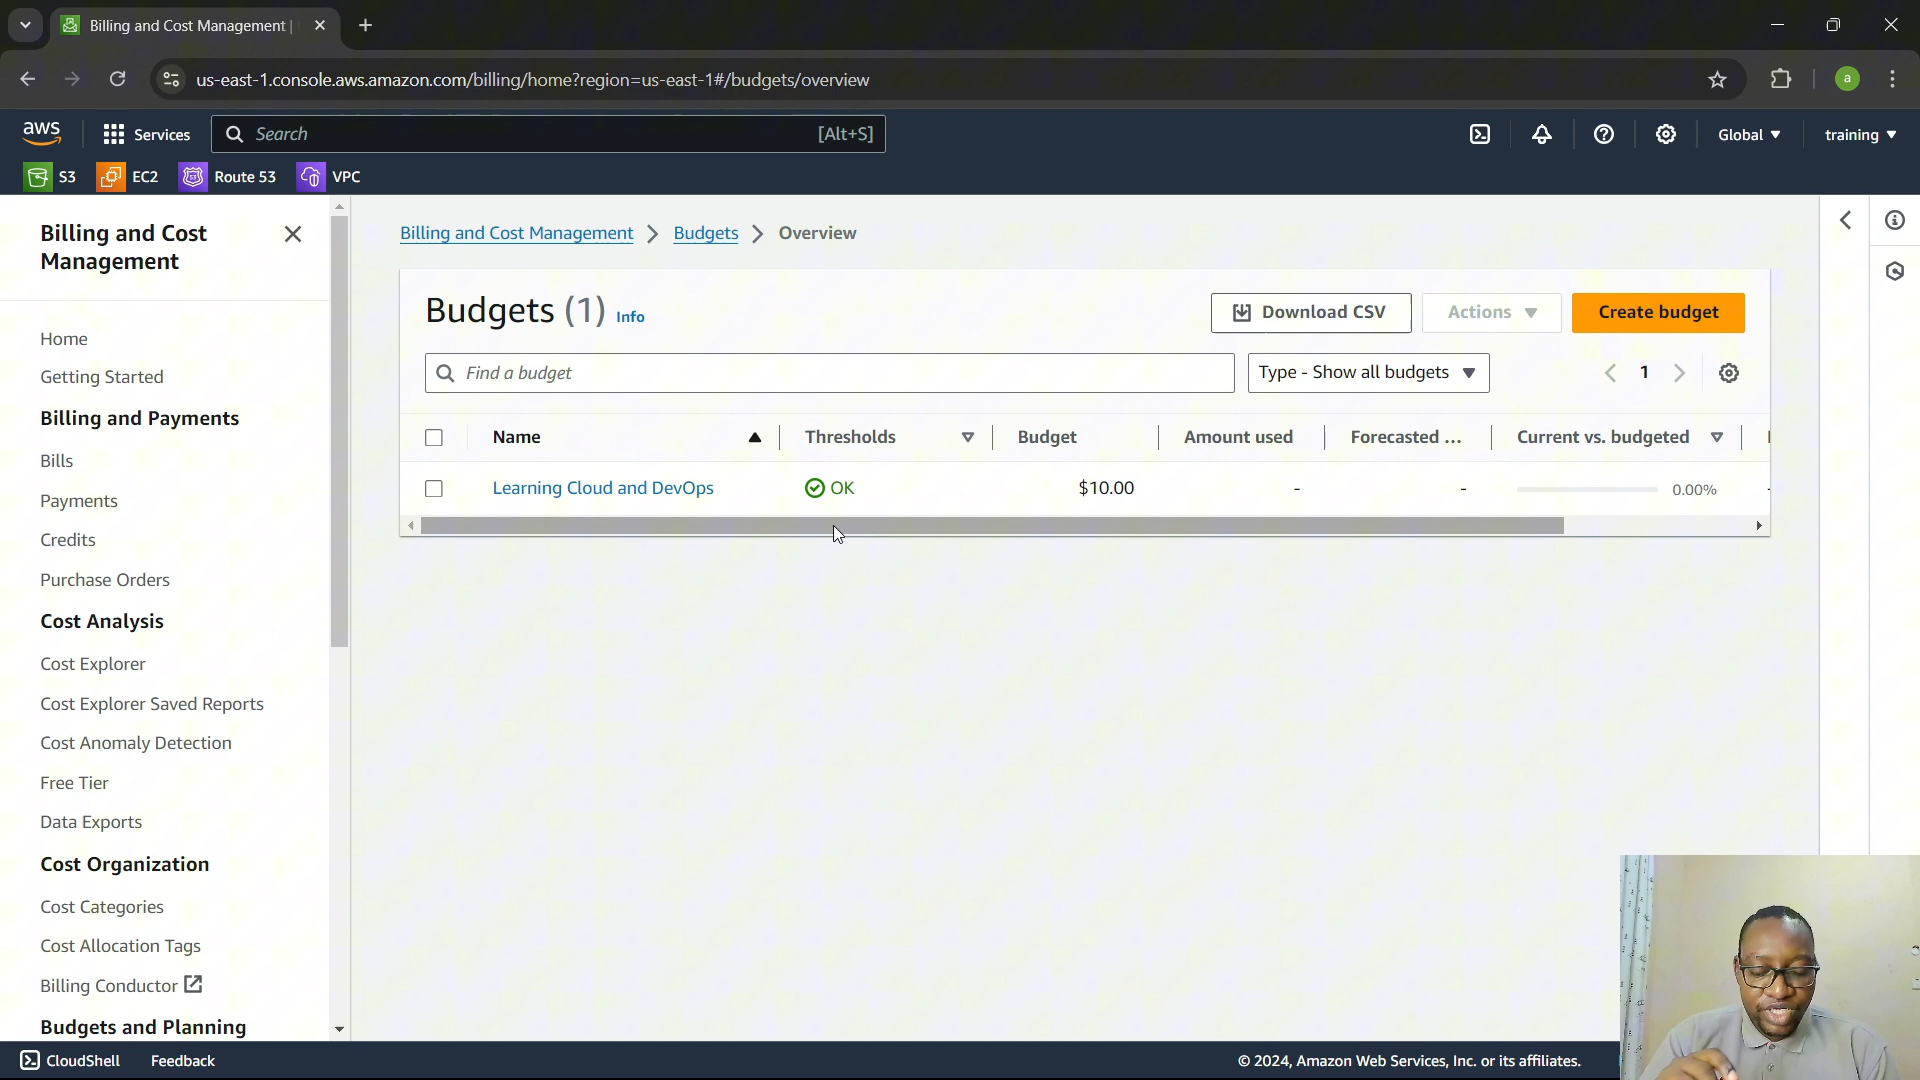 Billing and Cost Management |
us-east-1.console.aws.amazon.com/billing/home?region=us-east-1#/budgets/overview
a
aws
Services
Search
[Alt+S]
Global
training
S3
EC2
Route 53
VPC
Billing and Cost
Management
Home
Getting Started
Billing and Payments
Bills
Payments
Credits
Purchase Orders
Cost Analysis
Cost Explorer
Cost Explorer Saved Reports
Cost Anomaly Detection
Free Tier
Data Exports
Cost Organization
Cost Categories
Cost Allocation Tags
Billing Conductor
Budgets and Planning
Billing and Cost Management > Budgets > Overview
Budgets (1) Info
Download CSV
Actions
Create budget
Find a budget
Type - Show all budgets
1
Name Thresholds Budget Amount used Forecasted ... Current vs. budgeted
Learning Cloud and DevOps OK $10.00 - - 0.00% -
CloudShell Feedback
© 2024, Amazon Web Services, Inc. or its affiliates.